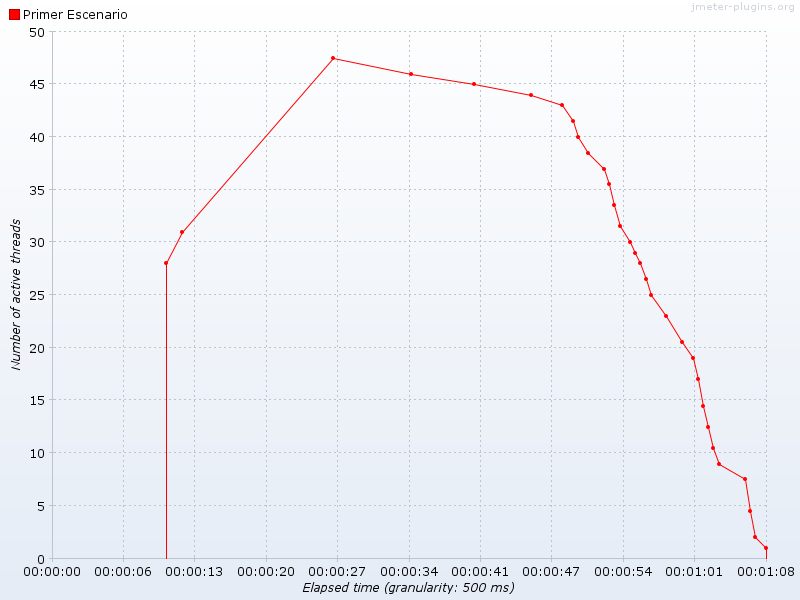 jmeter-plugins.org
Primer Escenario
50
45
40
35
30
25
20
15
10
5
0
Number of active threads
00:00:00 00:00:06 00:00:13 00:00:20 00:00:27 00:00:34 00:00:41 00:00:47 00:00:54 00:01:01 00:01:08
Elapsed time (granularity: 500 ms)